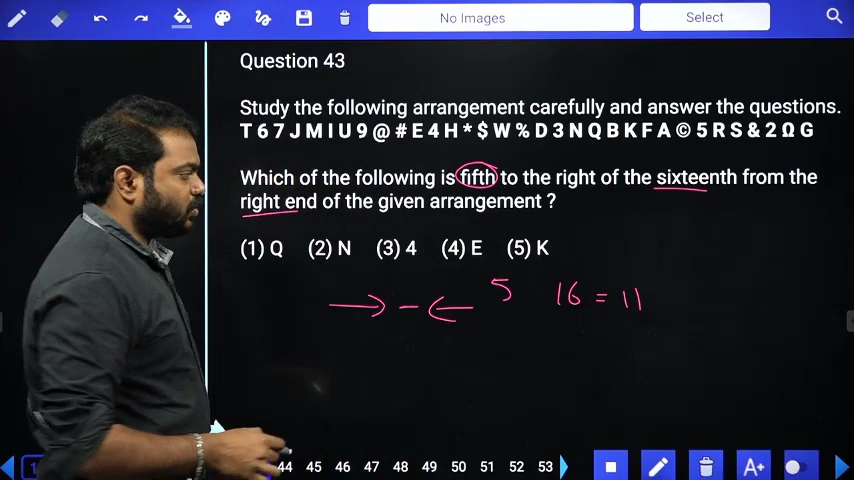 No Images
Select
Question 43
Study the following arrangement carefully and answer the questions.
T 6 7 J M I U 9 @ # E 4 H * $ W % D 3 N Q B K F A © 5 R S & 2 Ω G
Which of the following is fifth to the right of the sixteenth from the
right end of the given arrangement ?
(1) Q (2) N (3) 4 (4) E (5) K
5 16 = 11
44 45 46 47 48 49 50 51 52 53
A+